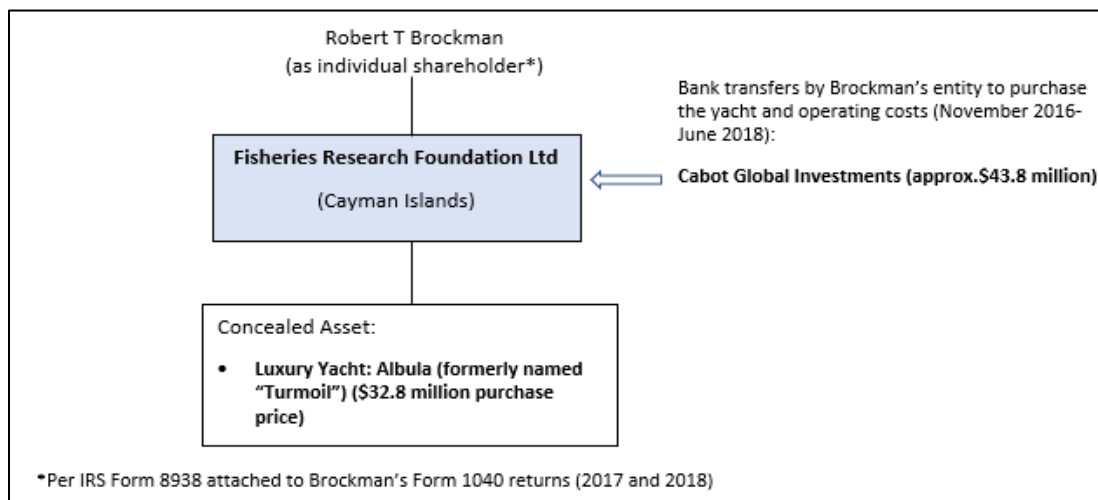 Robert T Brockman
(as individual shareholder*)
Bank transfers by Brockman's entity to purchase
the yacht and operating costs (November 2016-
June 2018):
Fisheries Research Foundation Ltd
(Cayman Islands)
Cabot Global Investments (approx.$43.8 million)
Concealed Asset:
• Luxury Yacht: Albula (formerly named
“Turmoil”) ($32.8 million purchase
price)
*Per IRS Form 8938 attached to Brockman's Form 1040 returns (2017 and 2018)